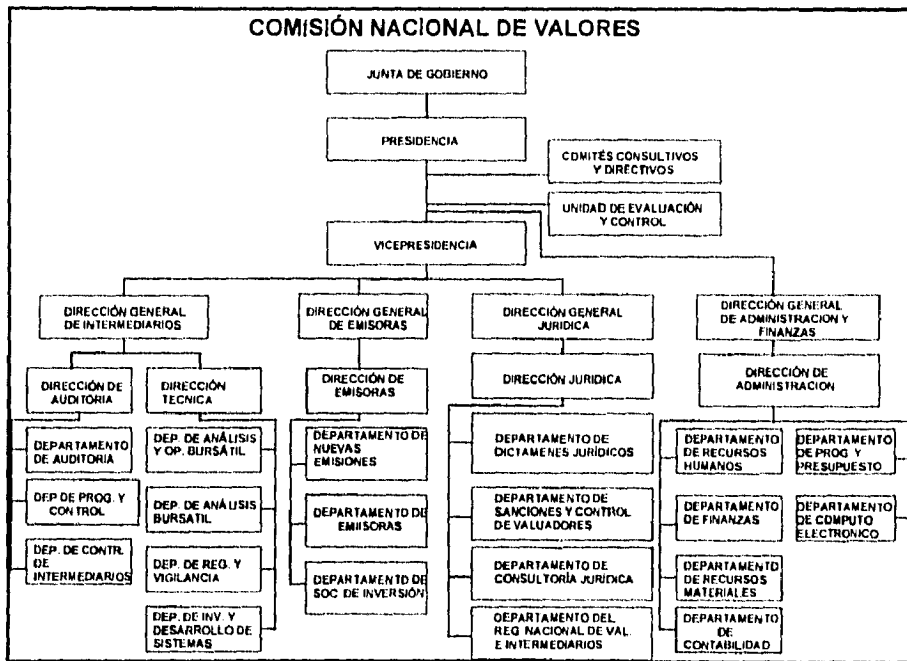 COMISIÓN NACIONAL DE VALORES
JUNTA DE GOBIERNO
PRESIDENCIA
COMITÉS CONSULTIVOS
Y DIRECTIVOS
UNIDAD DE EVALUACIÓN
Y CONTROL
VICEPRESIDENCIA
DIRECCIÓN GENERAL
DE INTERMEDIARIOS
DIRECCIÓN GENERAL
DE EMISORAS
DIRECCIÓN GENERAL
JURIDICA
DIRECCIÓN GENERAL
DE ADMINISTRACION Y
FINANZAS
DIRECCIÓN DE
AUDITORIA
DIRECCIÓN
TECNICA
DIRECCIÓN DE
EMISORAS
DIRECCIÓN JURIDICA
DIRECCIÓN DE
ADMINISTRACION
DEPARTAMENTO
DE AUDITORIA
DEP DE PROG. Y
CONTROL
DEP. DE CONTR.
DE
INTERMEDIARIOS
DEP. DE ANÁLISIS
Y OP. BURSÁTIL
DEP. DE ANÁLISIS
BURSATIL
DEP. DE REG. Y
VIGILANCIA
DEP. DE INV. Y
DESARROLLO DE
SISTEMAS
DEPARTAMENTO DE
NUEVAS
EMISIONES
DEPARTAMENTO
DE EMIISORAS
DEPARTAMENTO DE
SOC. DE INVERSIÓN
DEPARTAMENTO DE
DICTAMENES JURÍDICOS
DEPARTAMENTO DE
SANCIONES Y CONTROL
DE VALUADORES
DEPARTAMENTO DE
CONSULTORÍA JURÍDICA
DEPARTAMENTO DEL
REG NACIONAL DE VAL.
E INTERMEDIARIOS
DEPARTAMENTO
DE RECURSOS
HUMANOS
DEPARTAMENTO
DE FINANZAS
DEPARTAMENTO
DE RECURSOS
MATERIALES
DEPARTAMENTO
DE
CONTABILIDAD
DEPARTAMENTO
DE PROG Y
PRESUPUESTO
DEPARTAMENTO
DE COMPUTO
ELECTRONICO